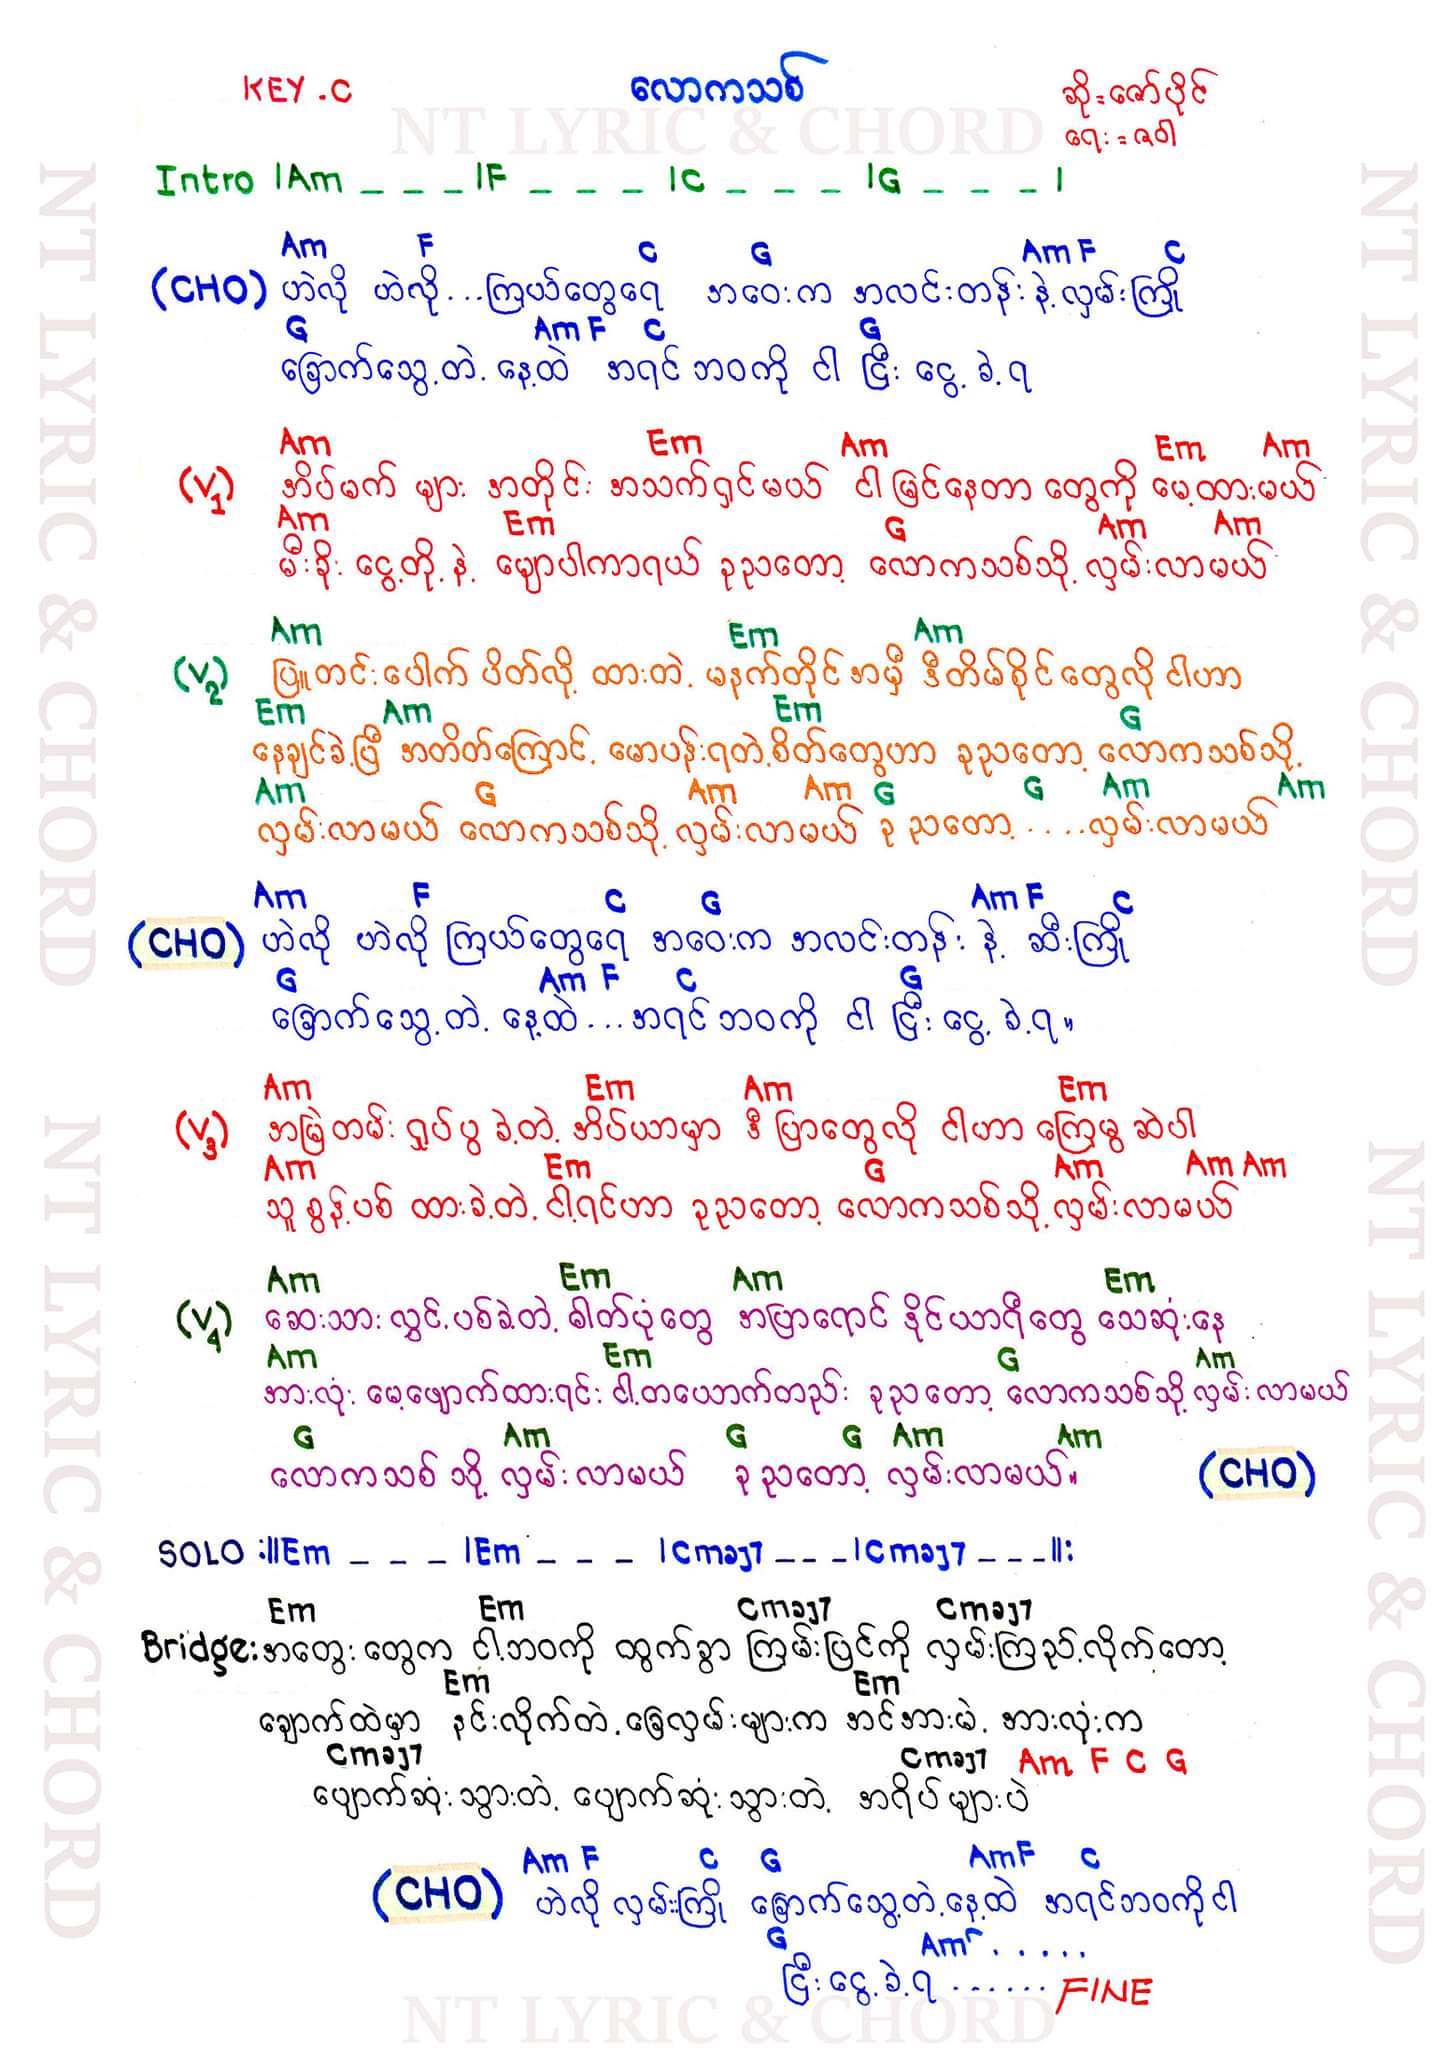 KEY.C
လောကသစ်
ဆို=ဇော်ပိုင်
ရေး=ဇဝါ
NT LYRIC & CHORD
Intro |Am _ _ _ |F _ _ _ |C _ _ _ |G _ _ _ |
Am F C G Am F C
(CHO) ဟဲလို ဟဲလို...ကြယ်တွေရေ အဝေးက အလင်းတန်းနဲ့ လှမ်းကြို
G Am F C G
ခြောက်သွေ့တဲ့ နေ့ထဲ အရင်ဘဝကို ငါ ငြီးငွေ့ခဲ့ရ
Am Em Am Em Am
(V1) အိပ်မက် များ အတိုင်း အသက်ရှင်မယ် ငါမြင်နေတာ တွေကို မေ့ထားမယ်
Am Em G Am Am
မီးခိုး ငွေ့တို့ နဲ့ မျောပါကာရယ် ခုညတော့ လောကသစ်သို့ လှမ်းလာမယ်
Am Em Am
(V2) ပြူတင်းပေါက် ပိတ်လို့ ထားတဲ့ မနက်တိုင်အမှီ ဒီတိမ်စိုင်တွေလို ငါဟာ
Em Am Em G
နေချင်ခဲ့ပြီ အတိတ်ကြောင့် မောပန်းရတဲ့စိတ်တွေဟာ ခုညတော့ လောကသစ်သို့
Am G Am Am G G Am Am
လှမ်းလာမယ် လောကသစ်သို့ လှမ်းလာမယ် ခု ညတော့.....လှမ်းလာမယ်
Am F C G Am F C
(CHO) ဟဲလို ဟဲလို ကြယ်တွေရေ အဝေးက အလင်းတန်း နဲ့ ဆီးကြို
G Am F C G
ခြောက်သွေ့တဲ့ နေ့ထဲ...အရင်ဘဝကို ငါ ငြီးငွေ့ခဲ့ရ။
Am Em Am Em
(V3) အမြဲတမ်း ရှုပ်ပွ ခဲ့တဲ့ အိပ်ယာမှာ ဒီ ပြာတွေလို ငါဟာ ကြေမွ ဆဲပါ
Am Em G Am Am Am
သူစွန့်ပစ် ထားခဲ့တဲ့ ငါ့ရင်ဟာ ခုညတော့ လောကသစ်သို့ လှမ်းလာမယ်
Am Em Am Em
(V4) ဆေးသား လွှင့်ပစ်ခဲ့တဲ့ ဓါတ်ပုံတွေ အပြာရောင် ဒိုင်ယာရီတွေ သေဆုံးနေ
Am Em G Am
အားလုံး မေ့ဖျောက်ထားရင်း ငါ့တယောက်တည်း ခုညတော့ လောကသစ်သို့ လှမ်းလာမယ်
G Am G G Am Am
လောကသစ် သို့ လှမ်းလာမယ် ခု ညတော့ လှမ်းလာမယ်။ (CHO)
SOLO :||Em _ _ _ |Em _ _ _ |Cmaj7 _ _ _ |Cmaj7 _ _ _||:
Em Em Cmaj7 Cmaj7
Bridge: အတွေးတွေက ငါ့ဘဝကို ထွက်ခွာ ကြမ်းပြင်ကို လှမ်းကြည့်လိုက်တော့
Em Em
ချောက်ထဲမှာ နင်းလိုက်တဲ့ခြေလှမ်းများက အင်အားမဲ့ အားလုံးက
Cmaj7 Cmaj7 Am F C G
ပျောက်ဆုံးသွားတဲ့ ပျောက်ဆုံးသွားတဲ့ အရိပ်များပဲ
Am F C G Am F C
(CHO) ဟဲလို လှမ်းကြို ခြောက်သွေ့တဲ့နေ့ထဲ အရင်ဘဝကိုငါ
G Am .....
ငြီးငွေ့ခဲ့ရ ...... FINE
NT LYRIC & CHORD
NT LYRIC & CHORD
NT LYRIC & CHORD
NT LYRIC & CHORD
NT LYRIC & CHORD